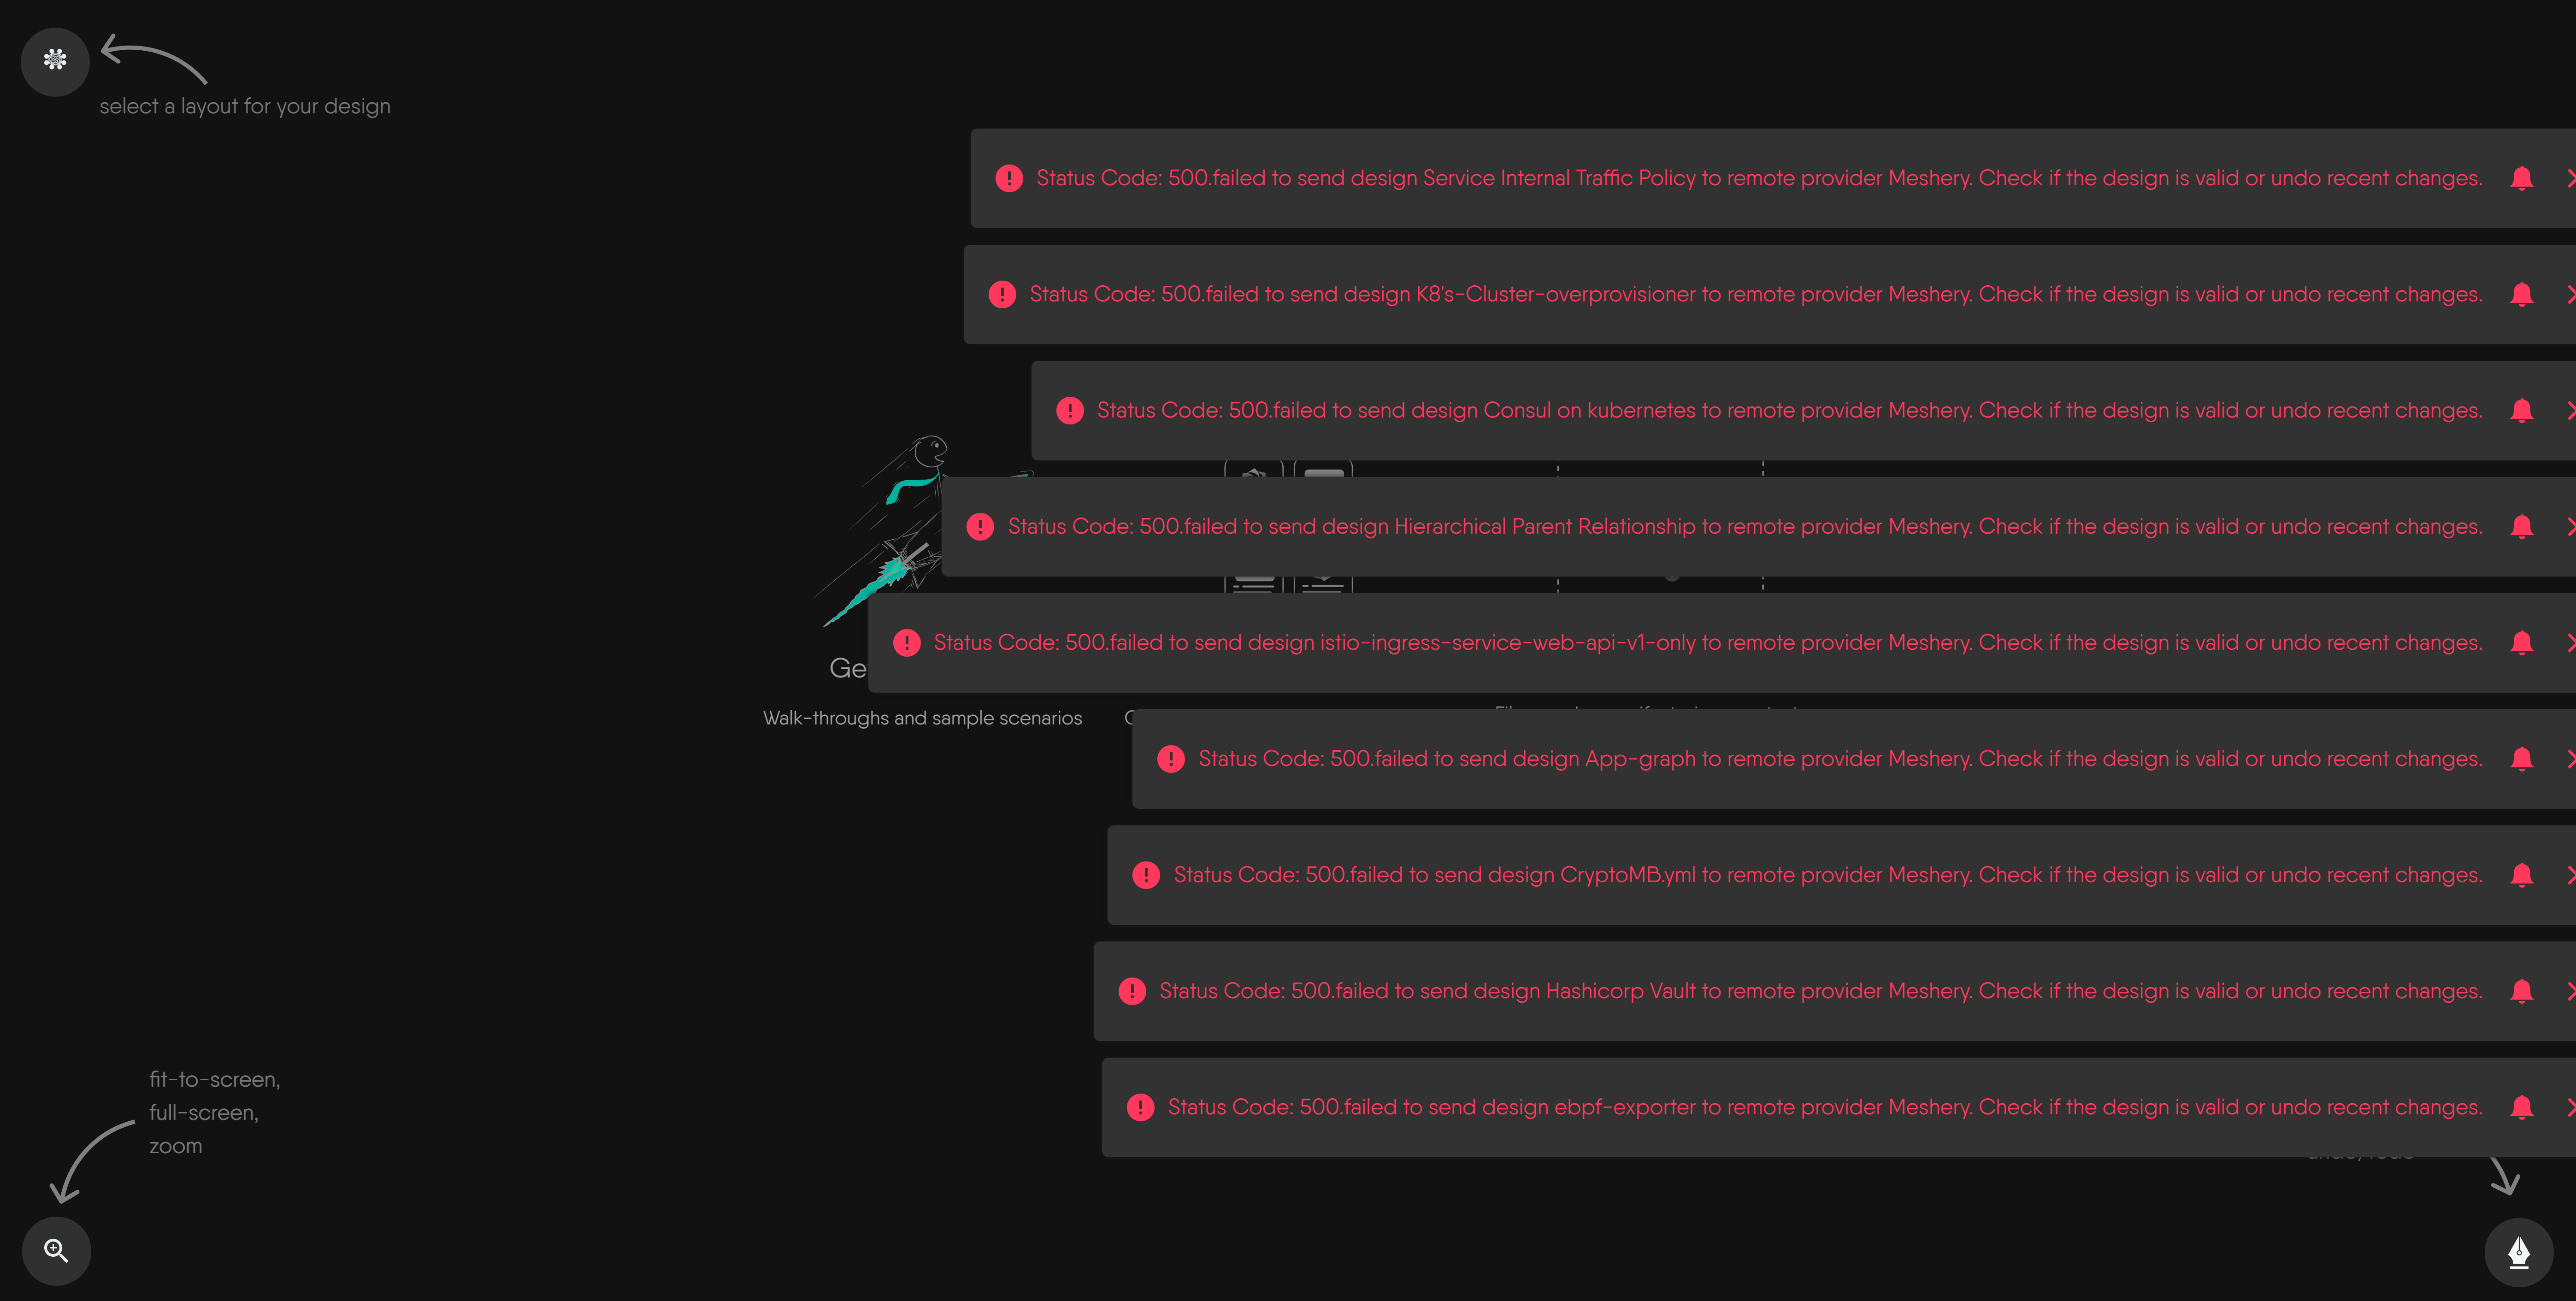 select a layout for your design
Status Code: 500.failed to send design Service Internal Traffic Policy to remote provider Meshery. Check if the design is valid or undo recent changes.
Status Code: 500.failed to send design K8's-Cluster-overprovisioner to remote provider Meshery. Check if the design is valid or undo recent changes.
Status Code: 500.failed to send design Consul on kubernetes to remote provider Meshery. Check if the design is valid or undo recent changes.
Status Code: 500.failed to send design Hierarchical Parent Relationship to remote provider Meshery. Check if the design is valid or undo recent changes.
Status Code: 500.failed to send design istio-ingress-service-web-api-v1-only to remote provider Meshery. Check if the design is valid or undo recent changes.
Walk-throughs and sample scenarios
Status Code: 500.failed to send design App-graph to remote provider Meshery. Check if the design is valid or undo recent changes.
Status Code: 500.failed to send design CryptoMB.yml to remote provider Meshery. Check if the design is valid or undo recent changes.
Status Code: 500.failed to send design Hashicorp Vault to remote provider Meshery. Check if the design is valid or undo recent changes.
Status Code: 500.failed to send design ebpf-exporter to remote provider Meshery. Check if the design is valid or undo recent changes.
fit-to-screen,
full-screen,
zoom